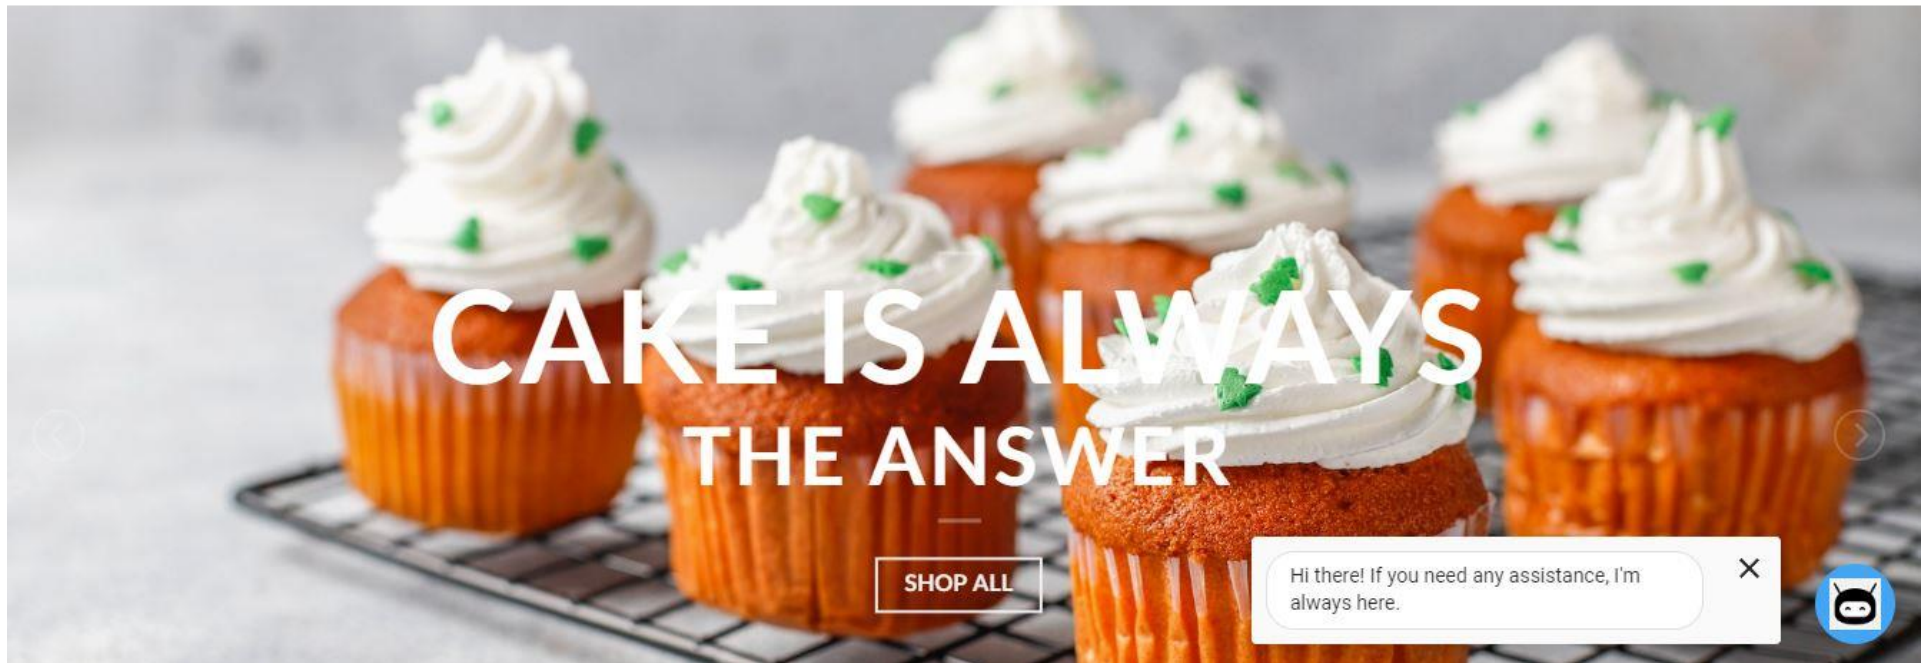 CAKE IS ALWAYS
THE ANSWER
SHOP ALL
Hi there! If you need any assistance, I'm
always here.